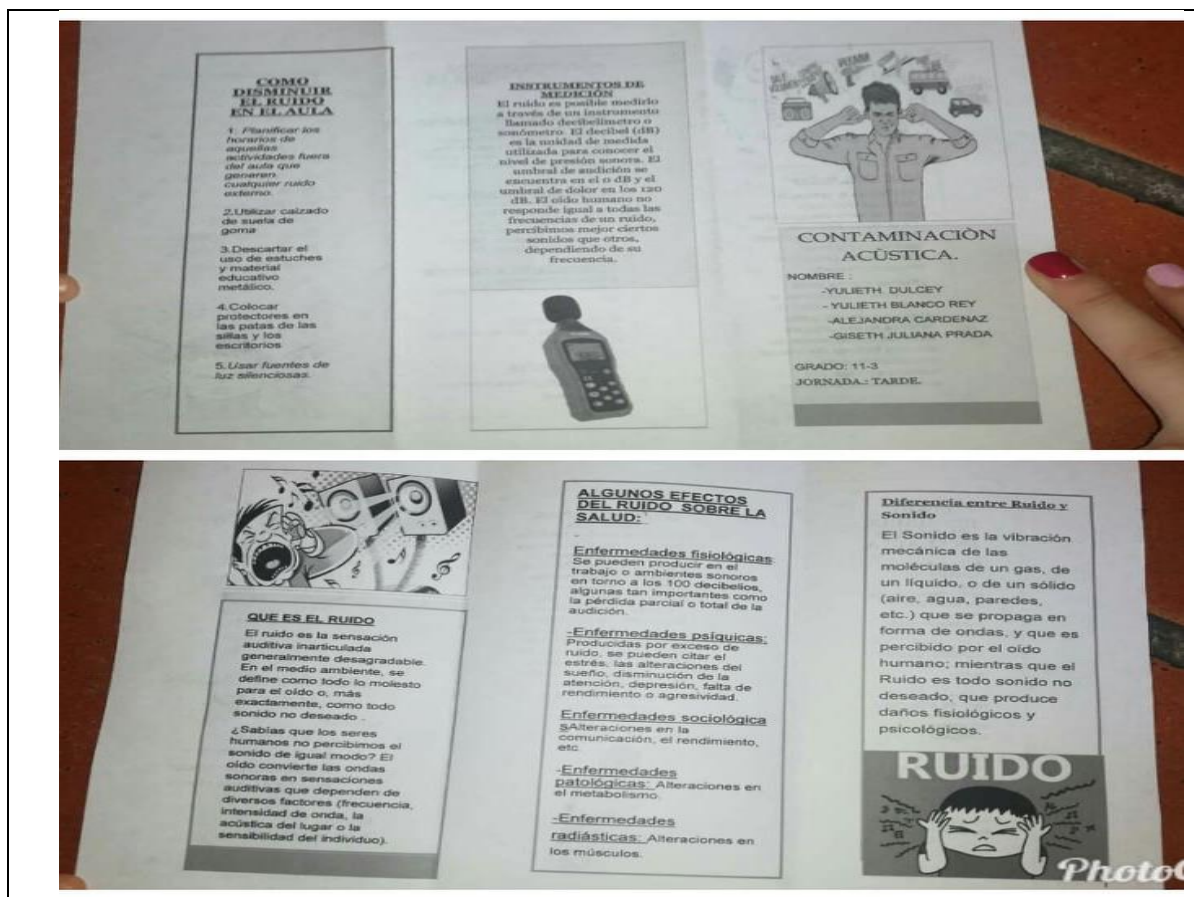 COMO
DISMINUIR
EL RUIDO
EN EL AULA
1. Planificar los
horarios de
aquellas
actividades fuera
del aula que
generen
cualquier ruido
externo.
2.Utilizar calzado
de suela de
goma
3.Descartar el
uso de estuches
y material
educativo
metálico.
4.Colocar
protectores en
las patas de las
sillas y los
escritorios
5.Usar fuentes de
luz silenciosas.
INSTRUMENTOS DE
MEDICIÓN
El ruido es posible medirlo
a través de un instrumento
llamado decibelímetro o
sonómetro. El decibel (dB)
es la unidad de medida
utilizada para conocer el
nivel de presión sonora. El
umbral de audición se
encuentra en el 0 dB y el
umbral de dolor en los 120
dB. El oído humano no
responde igual a todas las
frecuencias de un ruido,
percibimos mejor ciertos
sonidos que otros,
dependiendo de su
frecuencia.
CONTAMINACIÒN
ACÚSTICA.
NOMBRE :
-YULIETH DULCEY
- YULIETH BLANCO REY
-ALEJANDRA CARDENAZ
-GISETH JULIANA PRADA
GRADO: 11-3
JORNADA.: TARDE.
QUE ES EL RUIDO
El ruido es la sensación
auditiva inarticulada
generalmente desagradable.
En el medio ambiente, se
define como todo lo molesto
para el oído o, más
exactamente, como todo
sonido no deseado .
¿Sabías que los seres
humanos no percibimos el
sonido de igual modo? El
oído convierte las ondas
sonoras en sensaciones
auditivas que dependen de
diversos factores (frecuencia,
intensidad de onda, la
acústica del lugar o la
sensibilidad del individuo).
ALGUNOS EFECTOS
DEL RUIDO SOBRE LA
SALUD:
-
Enfermedades fisiológicas:
Se pueden producir en el
trabajo o ambientes sonoros
en torno a los 100 decibelios,
algunas tan importantes como
la pérdida parcial o total de la
audición.
-Enfermedades psíquicas:
Producidas por exceso de
ruido, se pueden citar el
estrés, las alteraciones del
sueño, disminución de la
atención, depresión, falta de
rendimiento o agresividad.
Enfermedades sociológica
sAlteraciones en la
comunicación, el rendimiento,
etc.
-Enfermedades
patológicas: Alteraciones en
el metabolismo.
-Enfermedades
radiásticas: Alteraciones en
los músculos.
Diferencia entre Ruido y
Sonido
El Sonido es la vibración
mecánica de las
moléculas de un gas, de
un líquido, o de un sólido
(aire, agua, paredes,
etc.) que se propaga en
forma de ondas, y que es
percibido por el oído
humano; mientras que el
Ruido es todo sonido no
deseado, que produce
daños fisiológicos y
psicológicos.
RUIDO